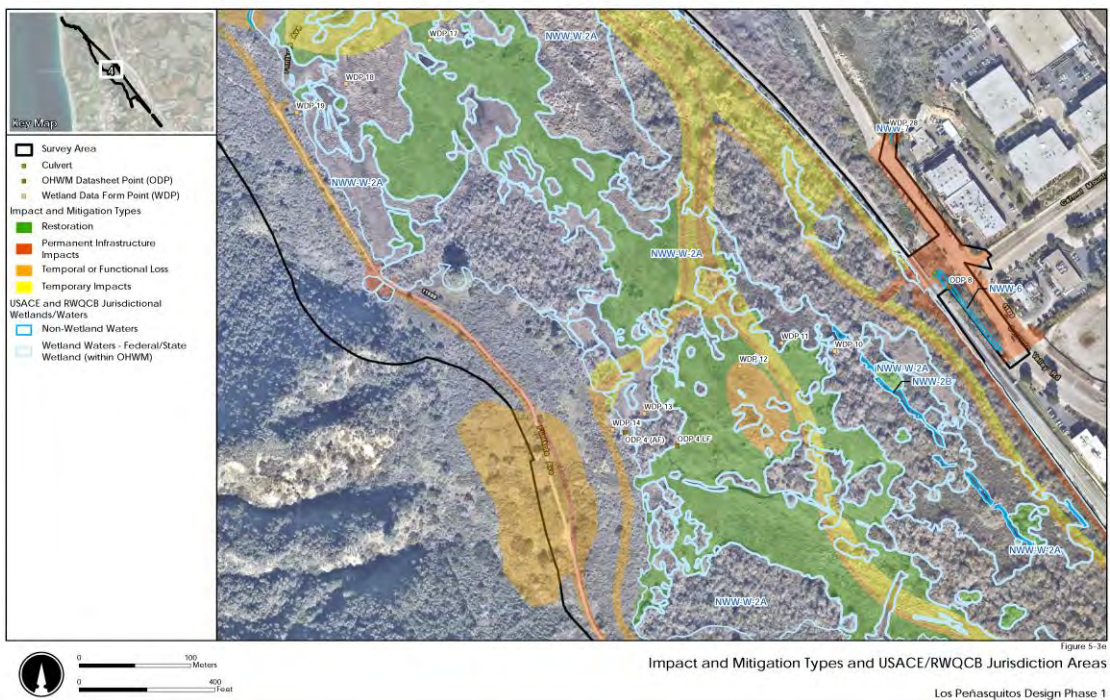 Key Map
4
Survey Area
Culvert
OHWM Datasheet Point (ODP)
Wetland Data Form Point (WDP)
Impact and Mitigation Types
Restoration
Permanent Infrastructure
Impacts
Temporal or Functional Loss
Temporary Impacts
USACE and RWQCB Jurisdictional
Wetlands/Waters
Non-Wetland Waters
Wetland Waters - Federal/State
Wetland (within OHWM)
WDP 17
NWW-W-2A
WDP 18
WDP 19
NWW-W-2A
WDP 28
NWW-7
NWW-W-2A
ODP 8
NWW-6
WDP 11
WDP 10
WDP 12
NWW-W-2A
NWW-2B
WDP 13
WDP 14
ODP 4 (AF)
ODP 4 LF
NWW-W-2A
NWW-W-2A
0 100
Meters
0 400
Feet
Figure 5-3e
Impact and Mitigation Types and USACE/RWQCB Jurisdiction Areas
Los Peñasquitos Design Phase 1